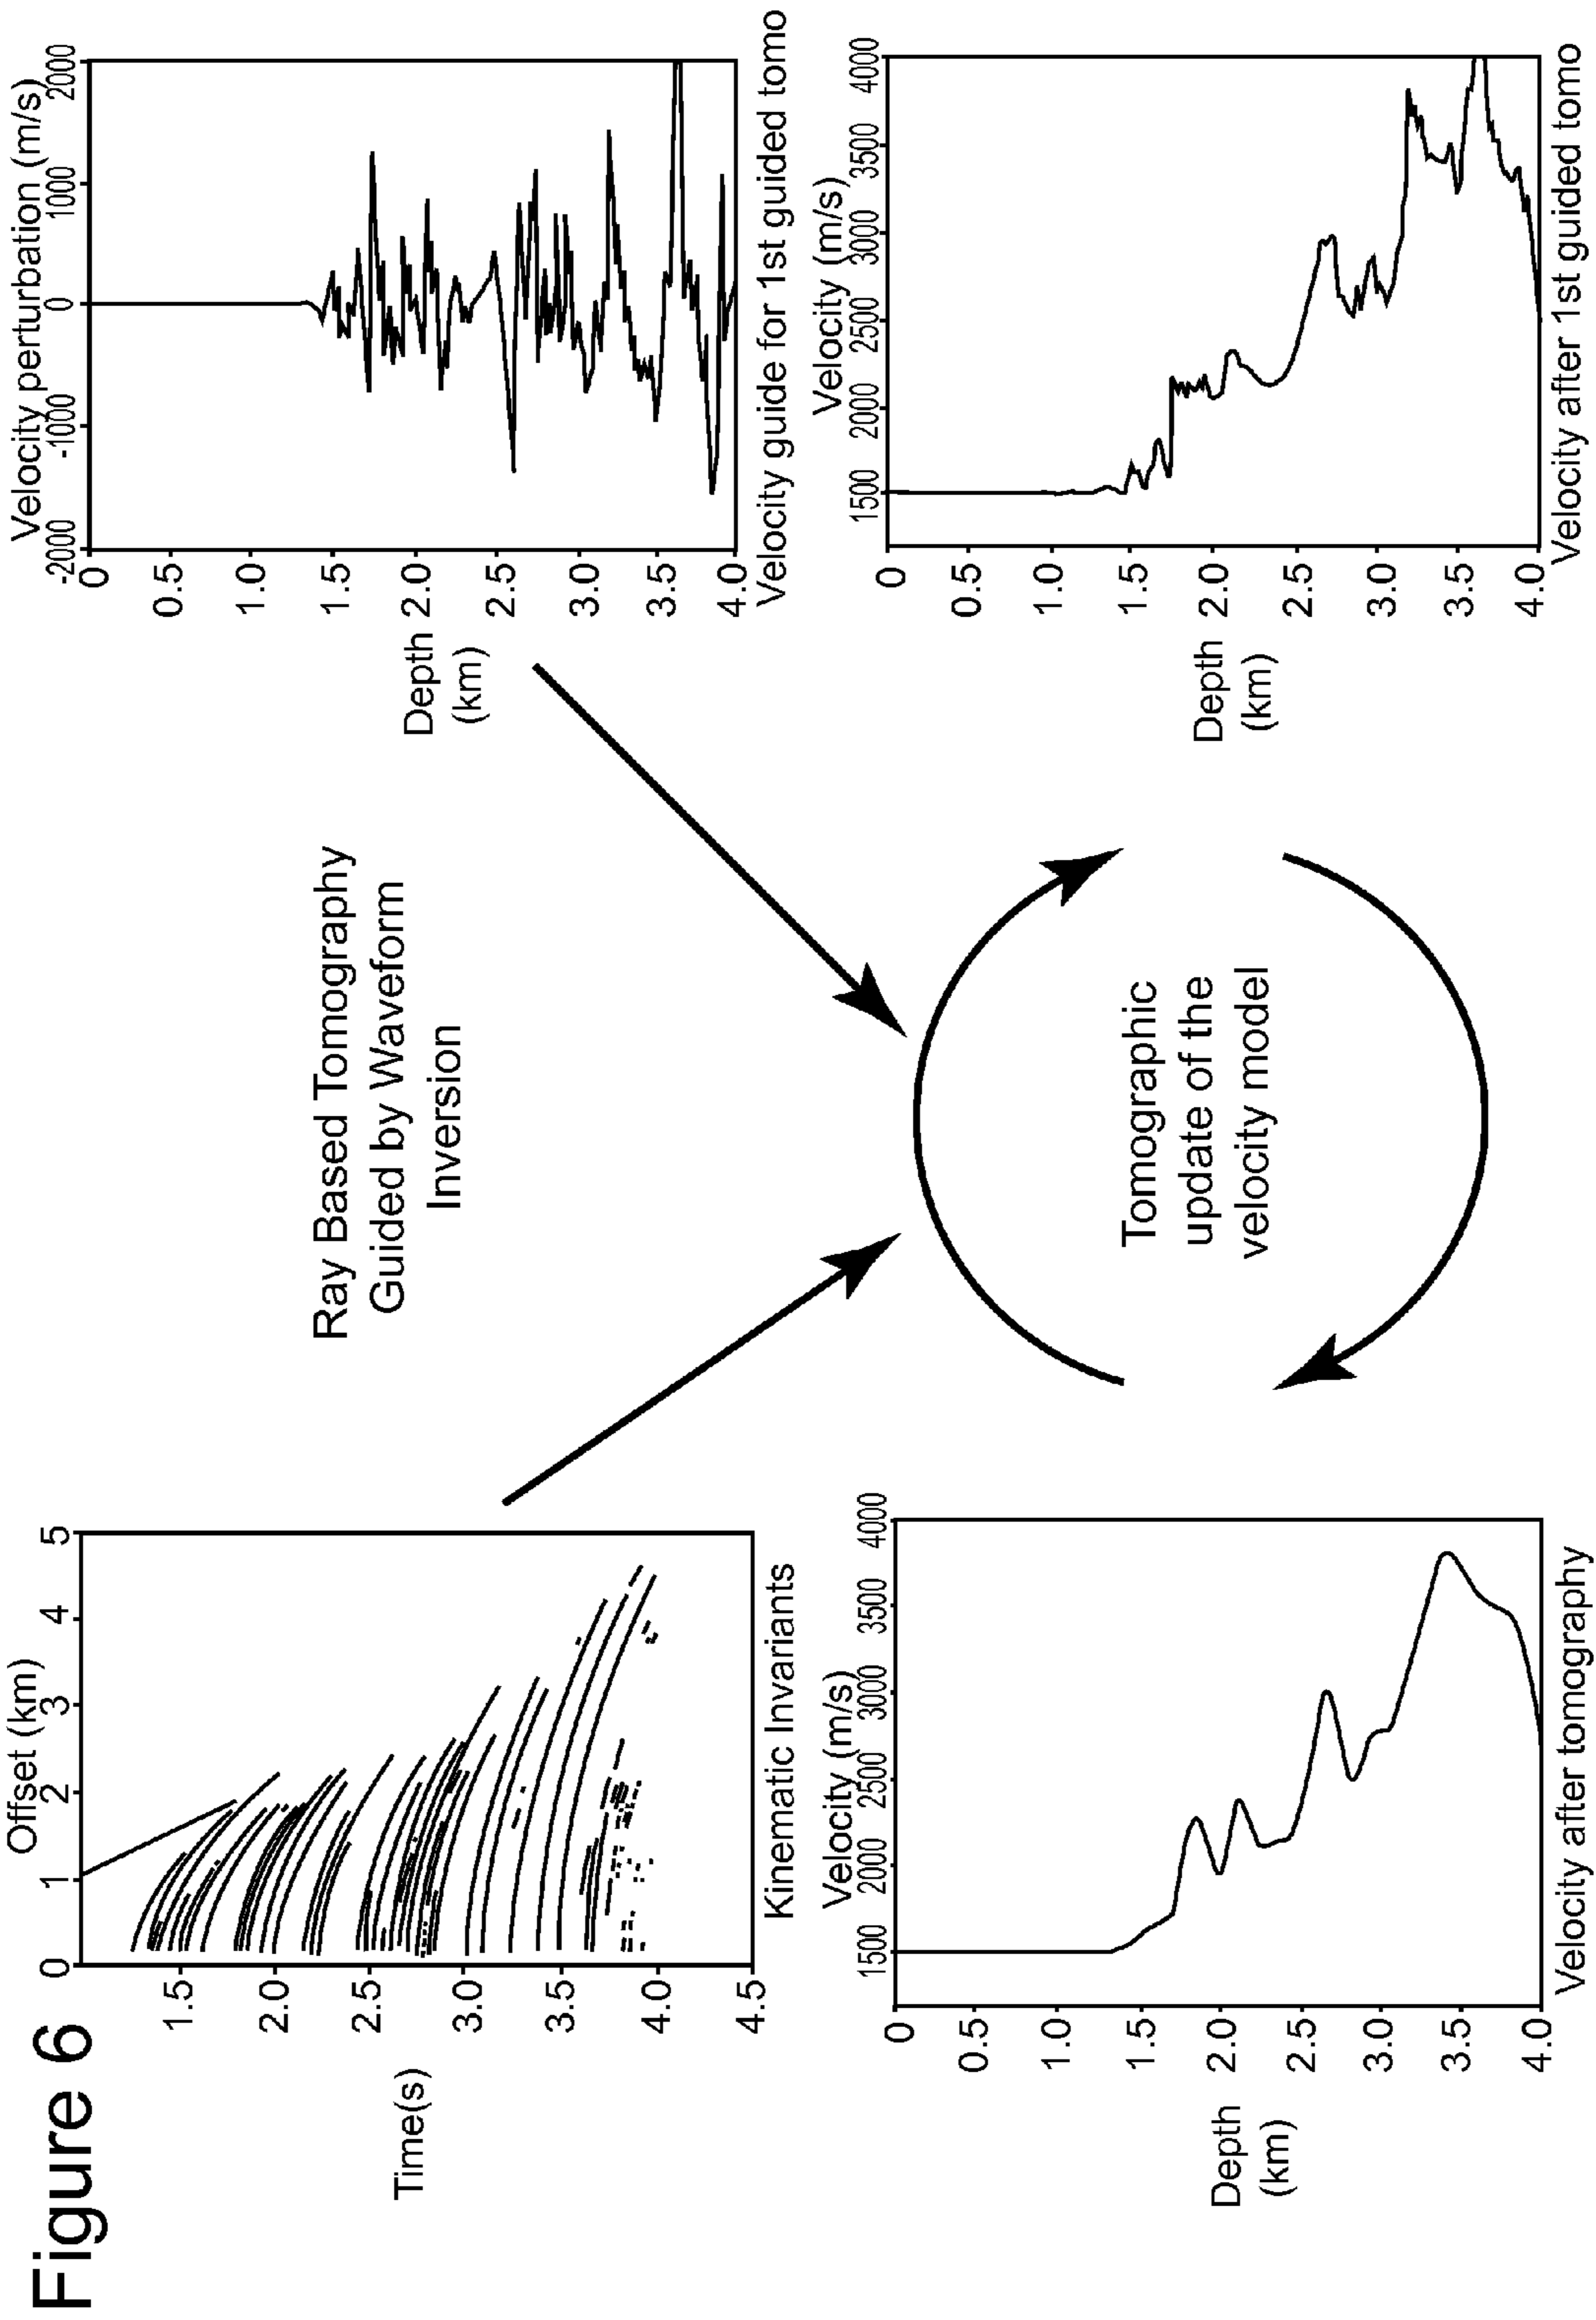 Figure 6
Offset (km)
0 1 2 3 4 5
1.5
2.0
2.5
3.0
3.5
4.0
4.5
Time(s)
Kinematic Invariants
Ray Based Tomography
Guided by Waveform
Inversion
Velocity perturbation (m/s)
-2000 -1000 0 1000 2000
0
0.5
1.0
1.5
2.0
2.5
3.0
3.5
4.0
Depth
(km)
Velocity guide for 1st guided tomo
Velocity (m/s)
1500 2000 2500 3000 3500 4000
0
0.5
1.0
1.5
2.0
2.5
3.0
3.5
4.0
Depth
(km)
Velocity after tomography
Tomographic
update of the
velocity model
Velocity (m/s)
1500 2000 2500 3000 3500 4000
0
0.5
1.0
1.5
2.0
2.5
3.0
3.5
4.0
Depth
(km)
Velocity after 1st guided tomo